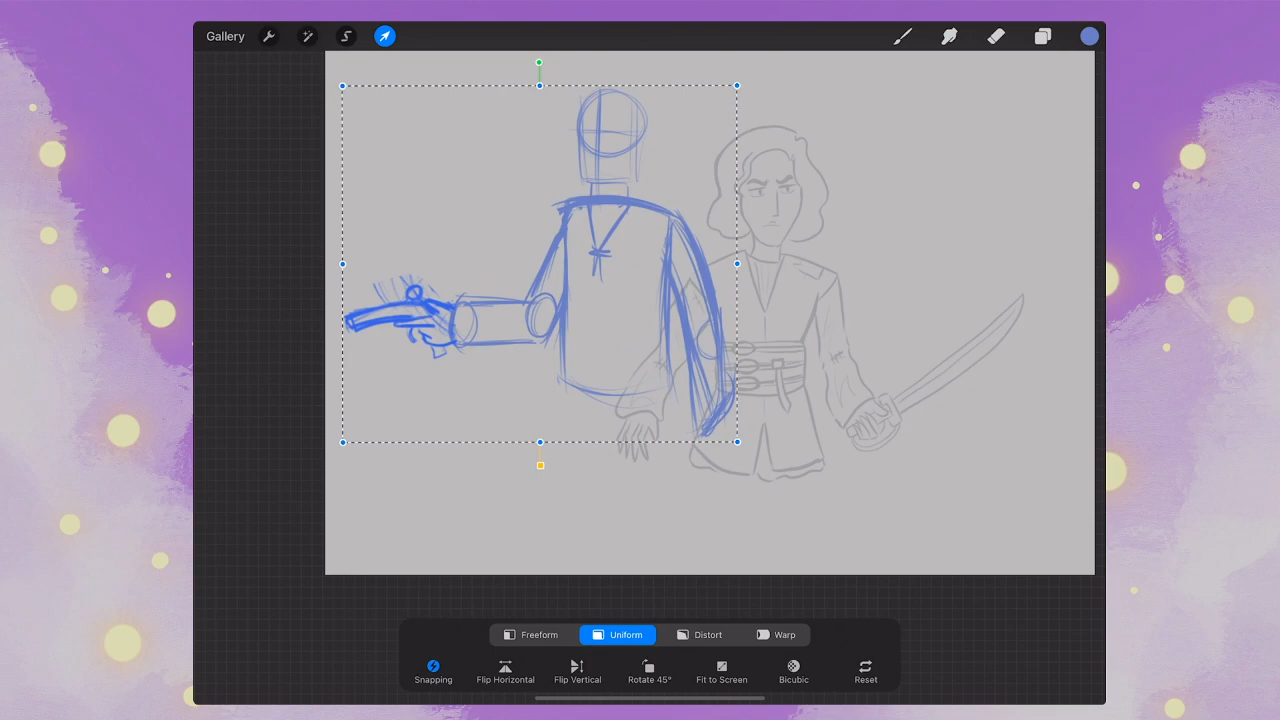 Gallery
Freeform Uniform Distort Warp
Snapping Flip Horizontal Flip Vertical Rotate 45° Fit to Screen Bicubic Reset